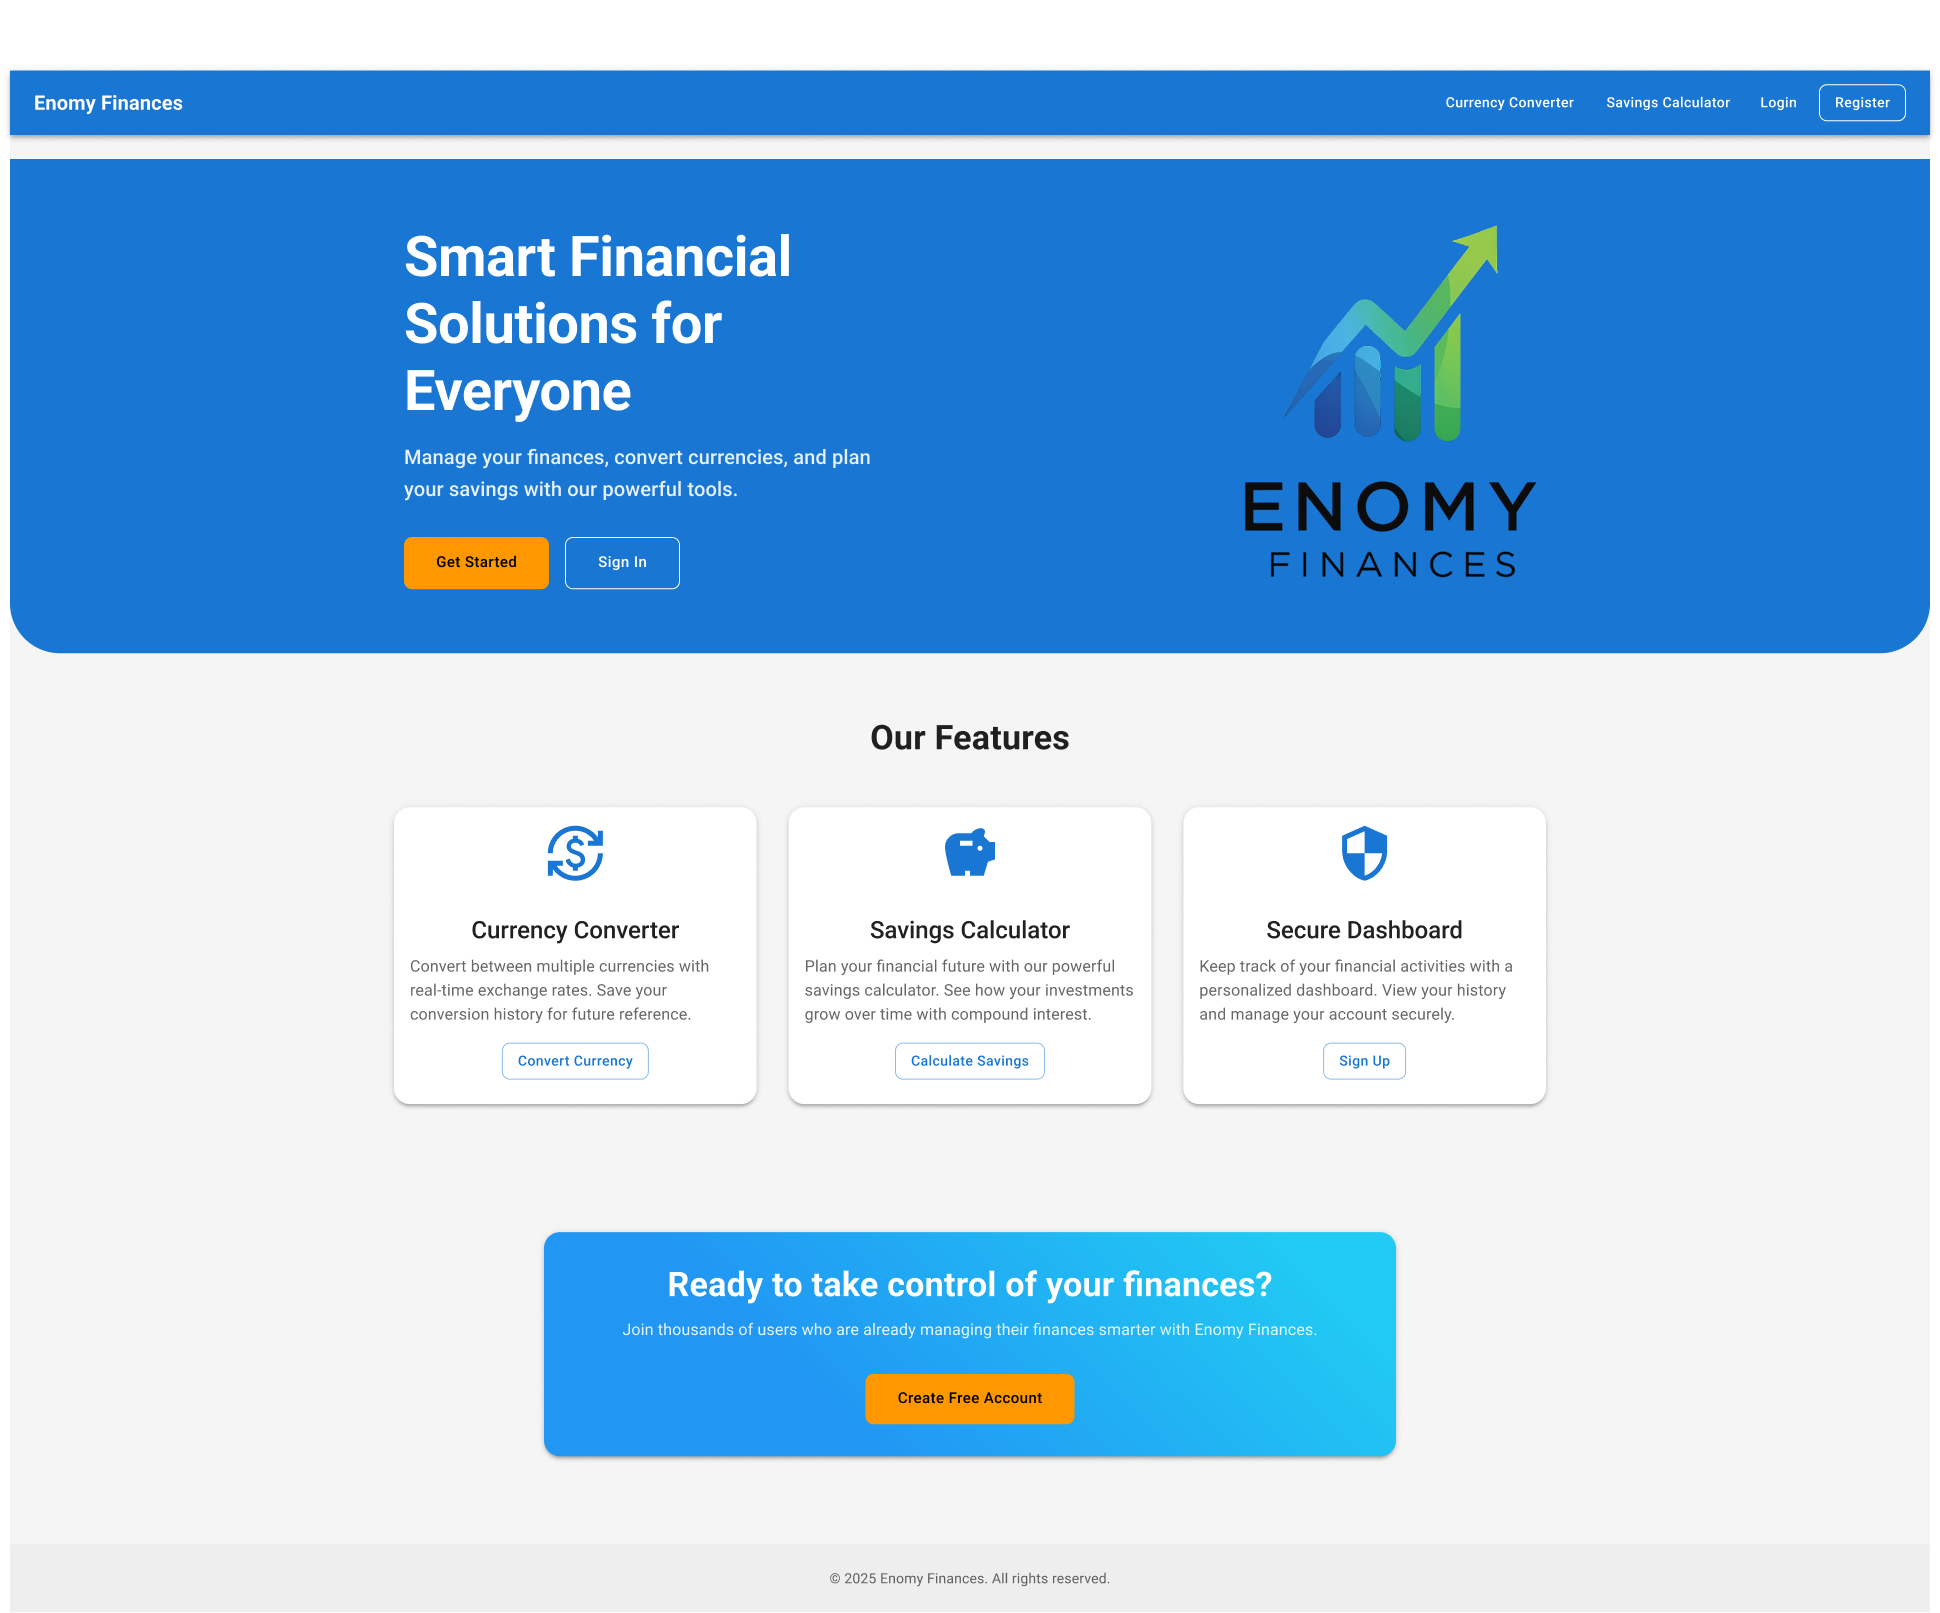 Enomy Finances
Currency Converter
Savings Calculator
Login
Register
Smart Financial
Solutions for
Everyone
Manage your finances, convert currencies, and plan
your savings with our powerful tools.
Get Started
Sign In
ENOMY
FINANCES
Our Features
Currency Converter
Convert between multiple currencies with
real-time exchange rates. Save your
conversion history for future reference.
Convert Currency
Savings Calculator
Plan your financial future with our powerful
savings calculator. See how your investments
grow over time with compound interest.
Calculate Savings
Secure Dashboard
Keep track of your financial activities with a
personalized dashboard. View your history
and manage your account securely.
Sign Up
Ready to take control of your finances?
Join thousands of users who are already managing their finances smarter with Enomy Finances.
Create Free Account
© 2025 Enomy Finances. All rights reserved.